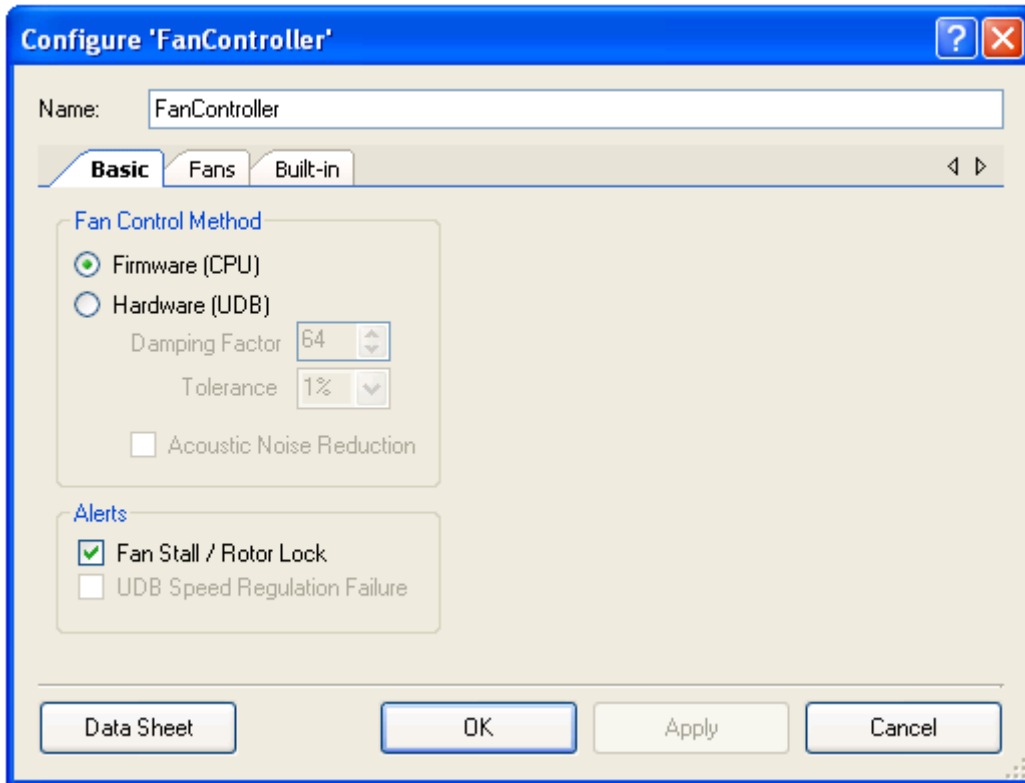 Configure 'FanController'
Name: FanController
Basic Fans Built-in
Fan Control Method
Firmware (CPU)
Hardware (UDB)
Damping Factor 64
Tolerance 1%
Acoustic Noise Reduction
Alerts
Fan Stall / Rotor Lock
UDB Speed Regulation Failure
Data Sheet OK Apply Cancel